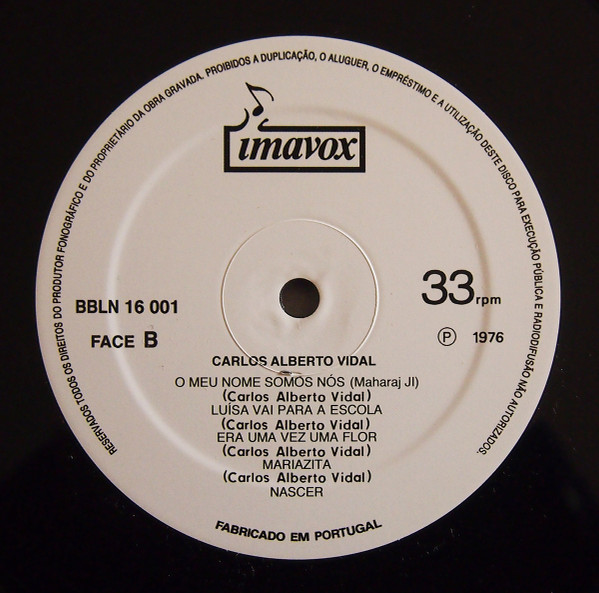 RESERVADOS TODOS OS DIREITOS DO PRODUTOR FONOGRÁFICO E DO PROPRIETÁRIO DA OBRA GRAVADA. PROIBIDOS A DUPLICAÇÃO, O ALUGUER, O EMPRÉSTIMO E A UTILIZAÇÃO DESTE DISCO PARA EXECUÇÃO PÚBLICA E RADIODIFUSÃO NÃO AUTORIZADOS.
imavox
BBLN 16 001
FACE B
33 rpm
Ⓟ 1976
CARLOS ALBERTO VIDAL
O MEU NOME SOMOS NÓS (Maharaj JI)
(Carlos Alberto Vidal)
LUÍSA VAI PARA A ESCOLA
(Carlos Alberto Vidal)
ERA UMA VEZ UMA FLOR
(Carlos Alberto Vidal)
MARIAZITA
(Carlos Alberto Vidal)
NASCER
FABRICADO EM PORTUGAL